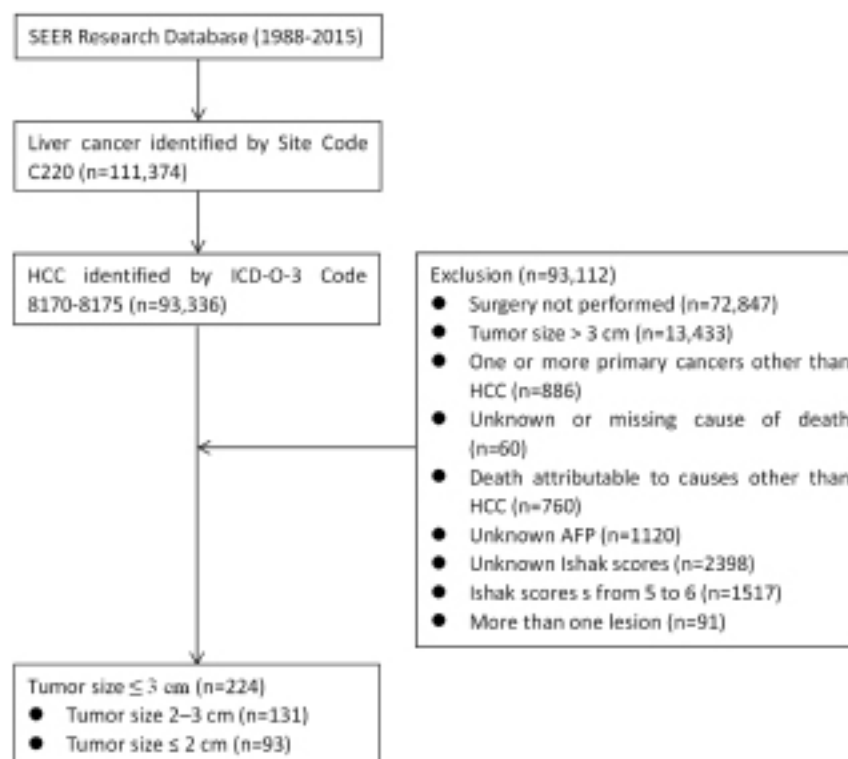 SEER Research Database (1988-2015)
Liver cancer identified by Site Code
C220 (n=111,374)
HCC identified by ICD-O-3 Code
8170-8175 (n=93,336)
Exclusion (n=93,112)
● Surgery not performed (n=72,847)
● Tumor size > 3 cm (n=13,433)
● One or more primary cancers other than
HCC (n=886)
● Unknown or missing cause of death
(n=60)
● Death attributable to causes other than
HCC (n=760)
● Unknown AFP (n=1120)
● Unknown Ishak scores (n=2398)
● Ishak scores s from 5 to 6 (n=1517)
● More than one lesion (n=91)
Tumor size ≤ 3 cm (n=224)
● Tumor size 2–3 cm (n=131)
● Tumor size ≤ 2 cm (n=93)